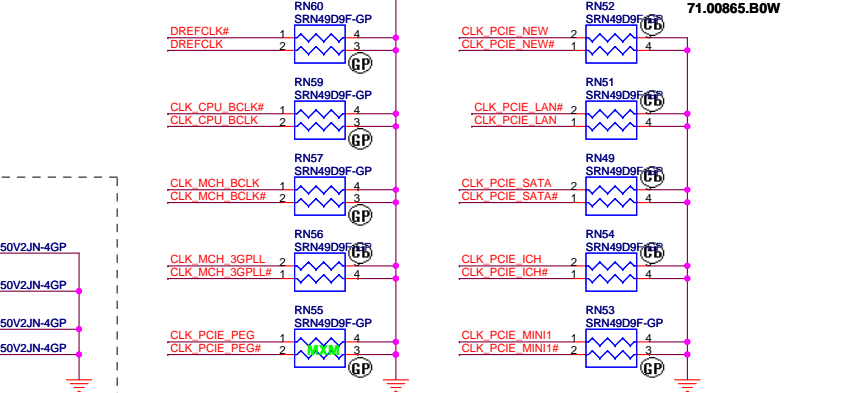 71.00865.B0W
RN60
SRN49D9F-GP
DREFCLK# 1 4
DREFCLK 2 3
GP
RN59
SRN49D9F-GP
CLK_CPU_BCLK# 1 4
CLK_CPU_BCLK 2 3
GP
RN57
SRN49D9F-GP
CLK_MCH_BCLK 1 4
CLK_MCH_BCLK# 2 3
GP
RN56
SRN49D9F-GP
CLK_MCH_3GPLL 2
CLK_MCH_3GPLL# 1 4
RN55
SRN49D9F-GP
CLK_PCIE_PEG 1 4
CLK_PCIE_PEG# 2 3
MXM
GP
RN52
SRN49D9F-GP
CLK_PCIE_NEW 2
CLK_PCIE_NEW# 1 4
RN51
SRN49D9F-GP
CLK_PCIE_LAN# 2
CLK_PCIE_LAN 1 4
RN49
SRN49D9F-GP
CLK_PCIE_SATA 2
CLK_PCIE_SATA# 1 4
RN54
SRN49D9F-GP
CLK_PCIE_ICH 2
CLK_PCIE_ICH# 1 4
RN53
SRN49D9F-GP
CLK_PCIE_MINI1 1 4
CLK_PCIE_MINI1# 2 3
GP
50V2JN-4GP
50V2JN-4GP
50V2JN-4GP
50V2JN-4GP